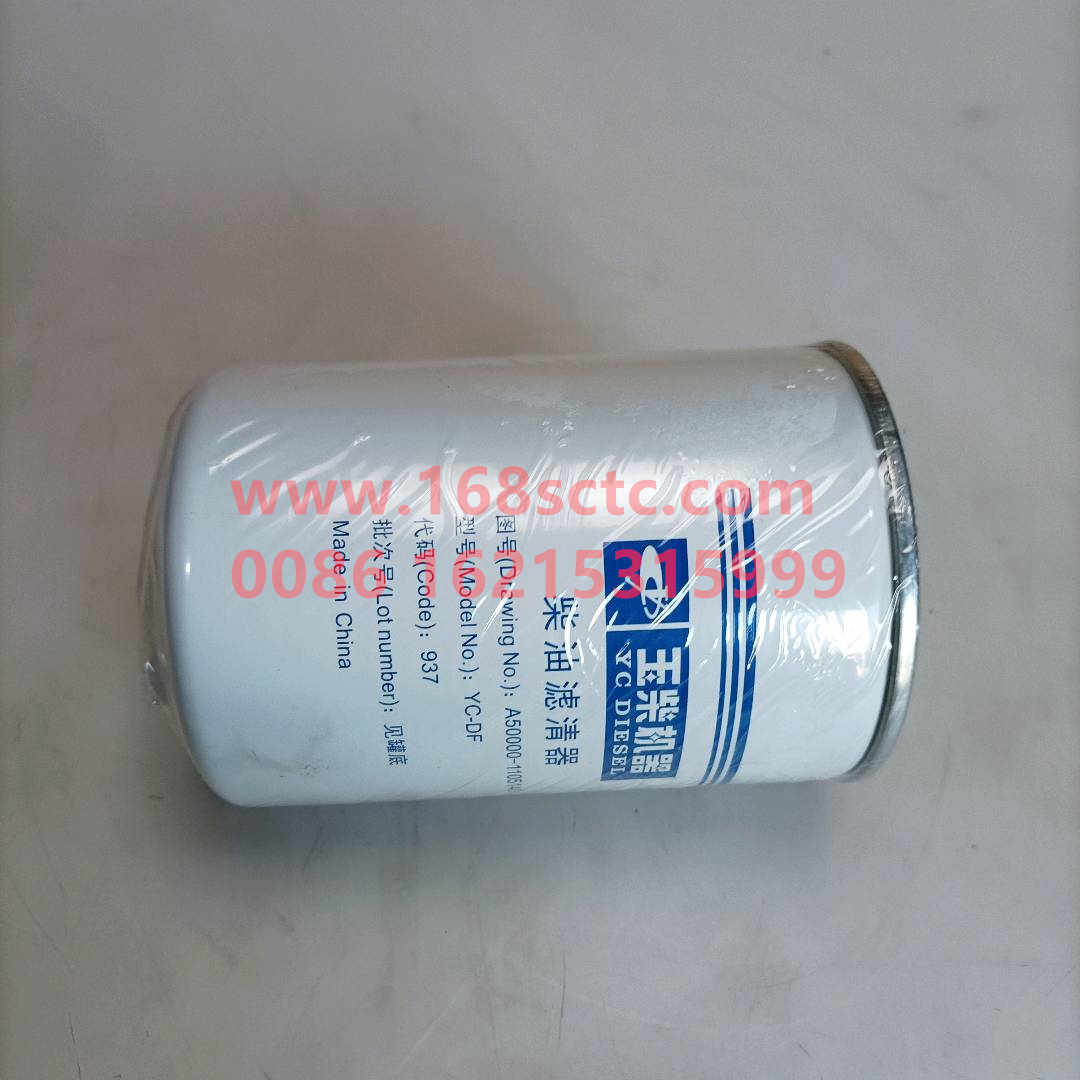 玉柴机器
YC DIESEL
柴油滤清器
图号(Drawing No.): A50000-1105140
型号(Model No.): YC-DF
代码(Code): 937
批次号(Lot number): 见罐底
Made in China
www.168sctc.com
0086 16215315999